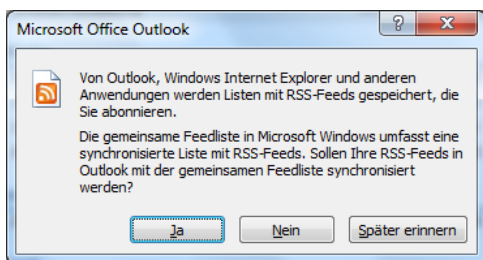 Microsoft Office Outlook
?
Von Outlook, Windows Internet Explorer und anderen
Anwendungen werden Listen mit RSS-Feeds gespeichert, die
Sie abonnieren.
Die gemeinsame Feedliste in Microsoft Windows umfasst eine
synchronisierte Liste mit RSS-Feeds. Sollen Ihre RSS-Feeds in
Outlook mit der gemeinsamen Feedliste synchronisiert
werden?
Ja Nein Später erinnern